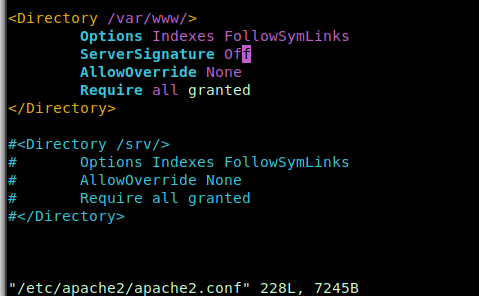 <Directory /var/www/>
        Options Indexes FollowSymLinks
        ServerSignature Off
        AllowOverride None
        Require all granted
</Directory>

#<Directory /srv/>
#       Options Indexes FollowSymLinks
#       AllowOverride None
#       Require all granted
#</Directory>

"/etc/apache2/apache2.conf" 228L, 7245B